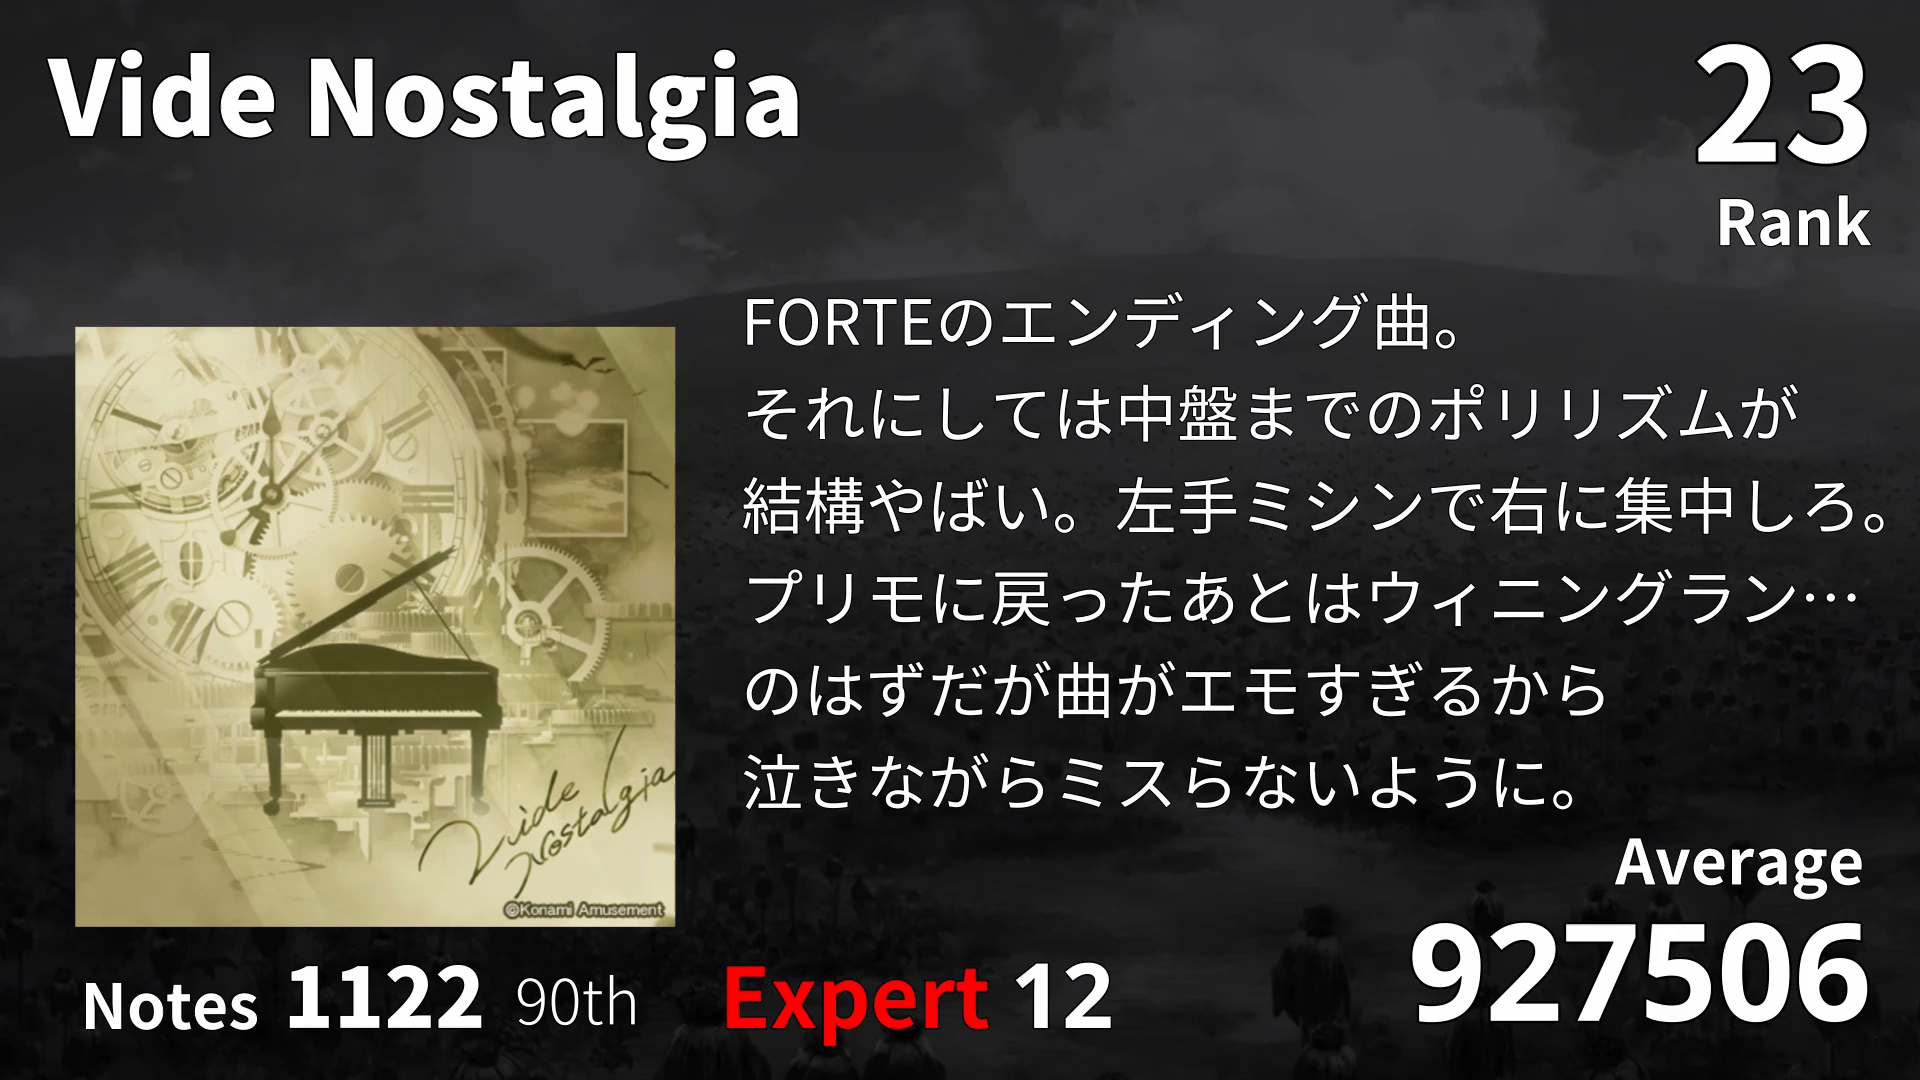 Vide Nostalgia
23
Rank
FORTEのエンディング曲。
それにしては中盤までのポリリズムが
結構やばい。左手ミシンで右に集中しろ。
プリモに戻ったあとはウィニングラン…
のはずだが曲がエモすぎるから
泣きながらミスらないように。
Vide
Nostalgia
©Konami Amusement
Average
927506
Notes 1122 90th
Expert 12